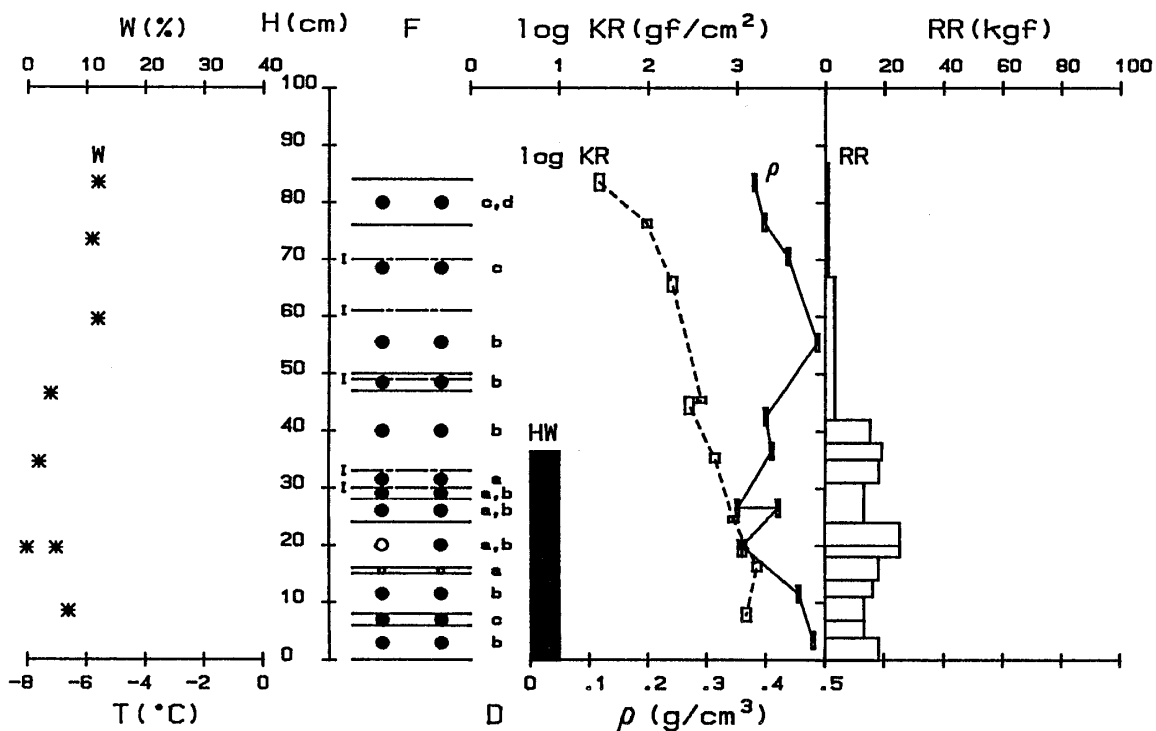 W(%) H(cm) F log KR(gf/cm²) RR(kgf)
0 10 20 30 40 0 1 2 3 0 20 40 60 80 100
100
90
W log KR ρ RR
80 c,d
70 I
c
60 I
b
50
I b
40 b HW
I
30 a
I a,b
a,b
20 a,b
a
10 b
c
b
0
-8 -6 -4 -2 0 0 .1 .2 .3 .4 .5
T(°C) D ρ (g/cm³)